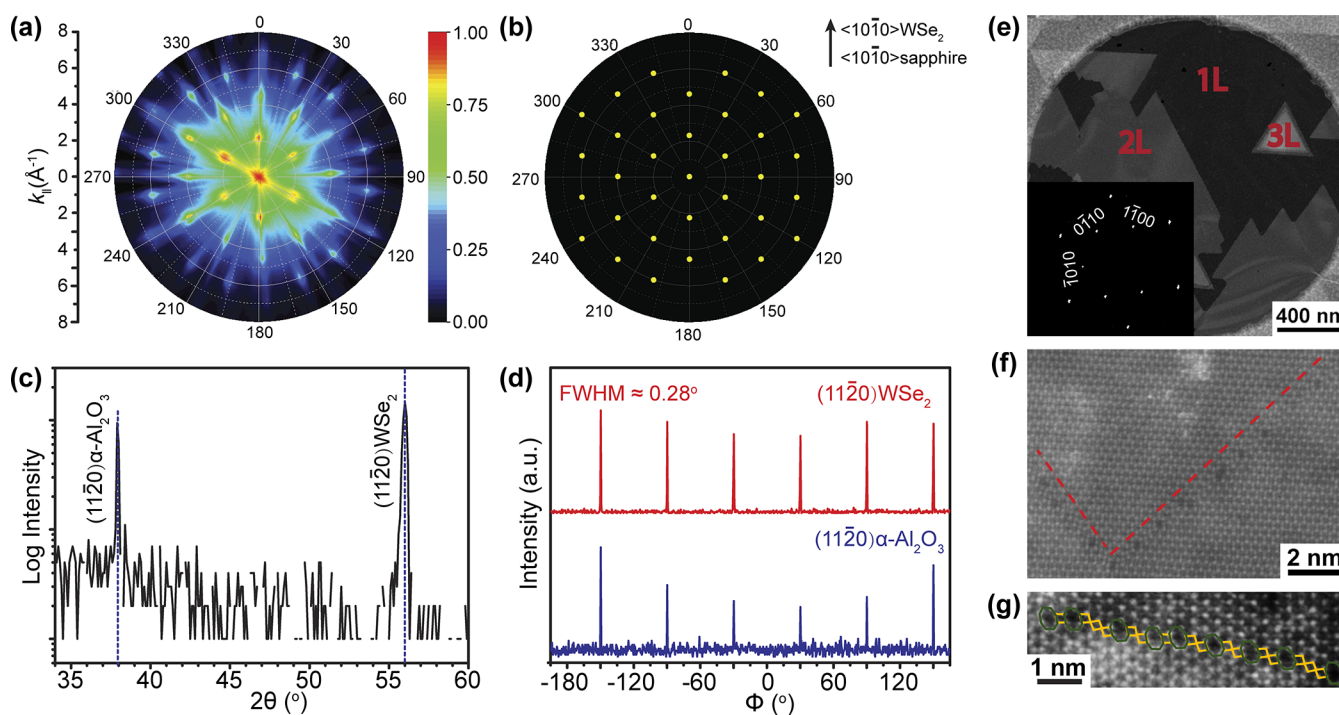 (a)
k||(Å⁻¹)
8
6
4
2
0
2
4
6
8
0
30
60
90
120
150
180
210
240
270
300
330
1.00
0.75
0.50
0.25
0.00
(b)
0
30
60
90
120
150
180
210
240
270
300
330
<101̄0>WSe₂
<101̄0>sapphire
(c)
Log Intensity
(112̄0)α-Al₂O₃
(112̄0)WSe₂
35 40 45 50 55 60
2θ (°)
(d)
Intensity (a.u.)
FWHM ≈ 0.28°
(112̄0)WSe₂
(112̄0)α-Al₂O₃
-180 -120 -60 0 60 120
Φ (°)
(e)
1L
2L
3L
01̄10
11̄00
1̄010
400 nm
(f)
2 nm
(g)
1 nm